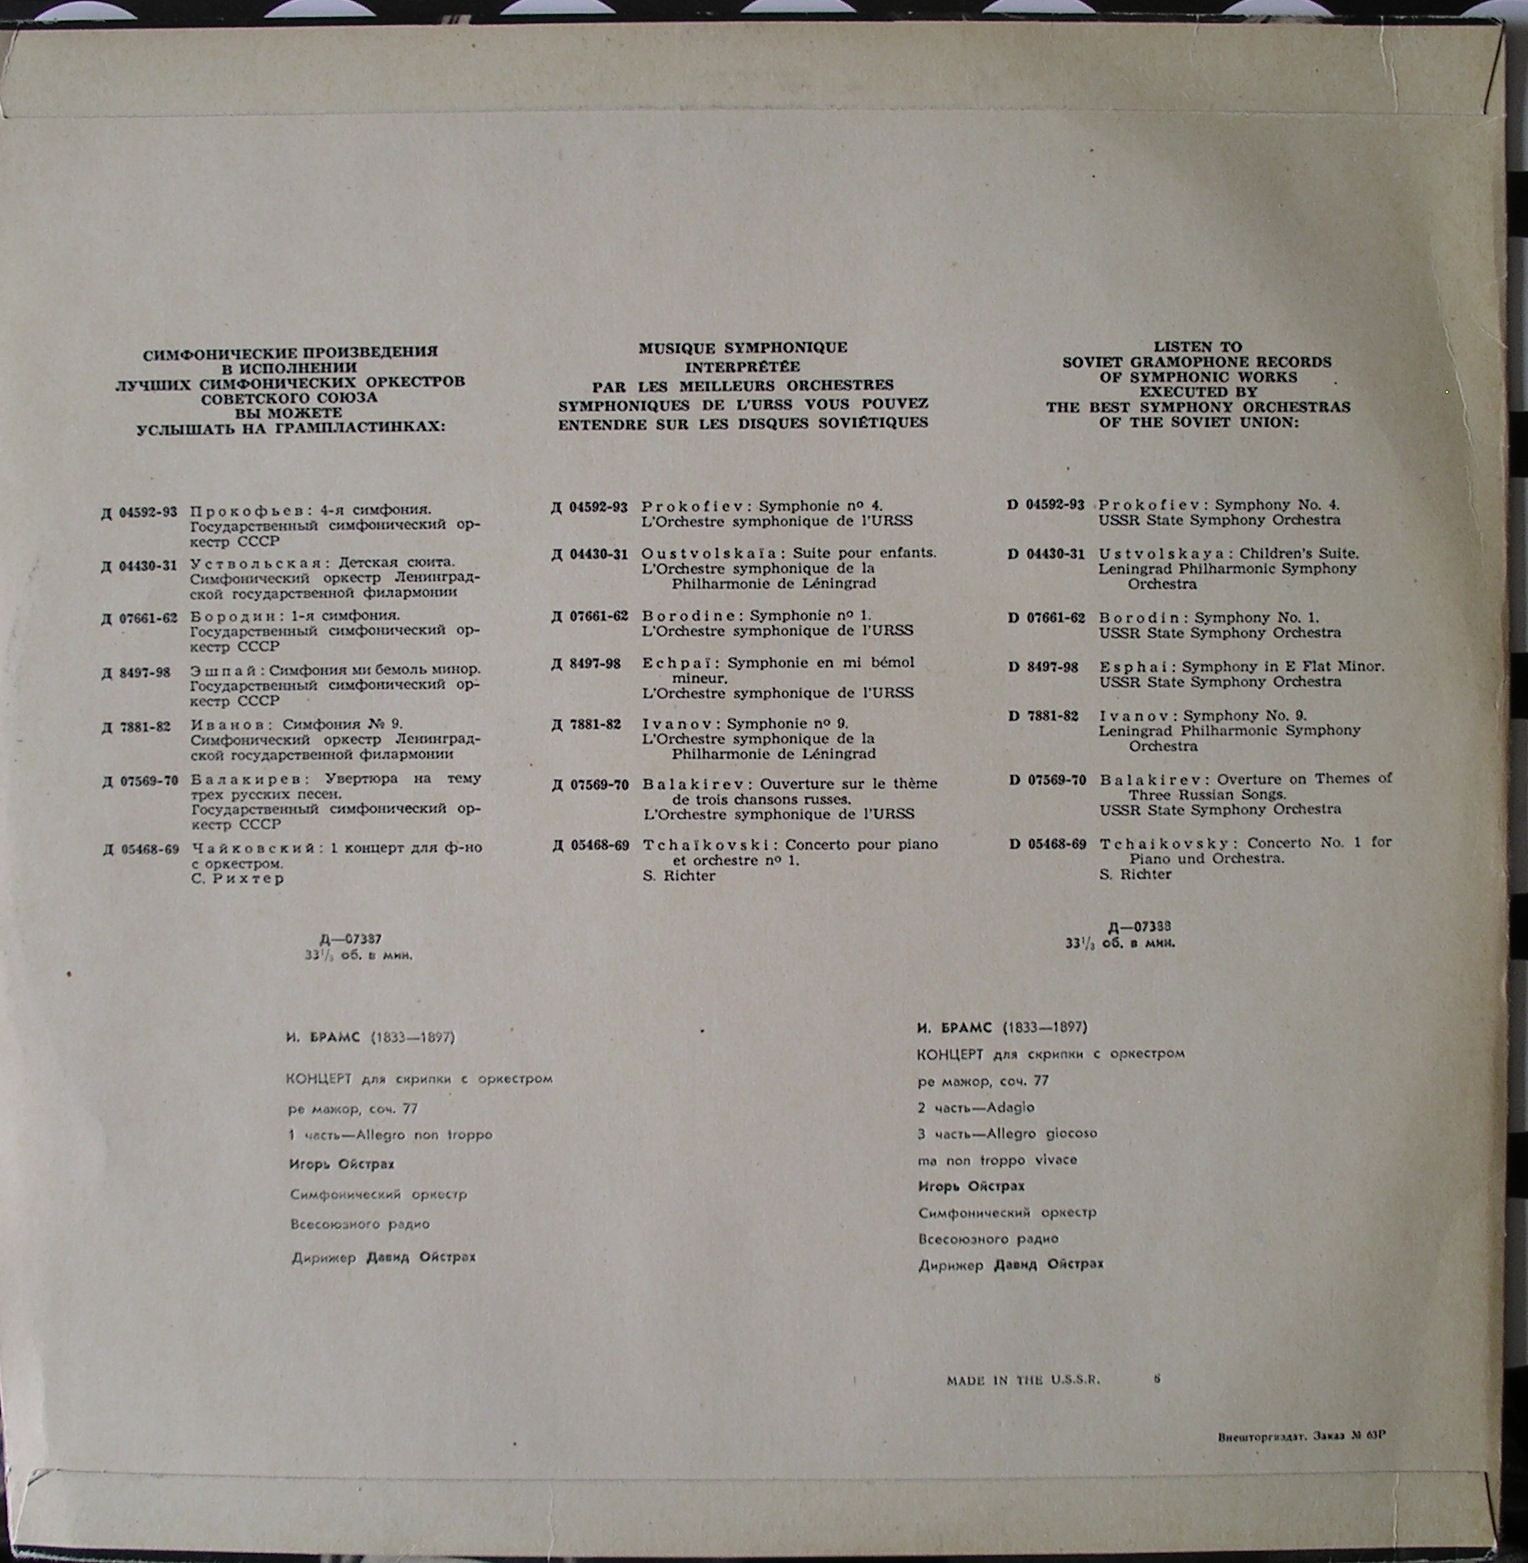 СИМФОНИЧЕСКИЕ ПРОИЗВЕДЕНИЯ
В ИСПОЛНЕНИИ
ЛУЧШИХ СИМФОНИЧЕСКИХ ОРКЕСТРОВ
СОВЕТСКОГО СОЮЗА
ВЫ МОЖЕТЕ
УСЛЫШАТЬ НА ГРАМПЛАСТИНКАХ:
Д 04592-93 Прокофьев: 4-я симфония.
Государственный симфонический ор-
кестр СССР
Д 04430-31 Уствольская: Детская сюита.
Симфонический оркестр Ленинград-
ской государственной филармонии
Д 07661-62 Бородин: 1-я симфония.
Государственный симфонический ор-
кестр СССР
Д 8497-98 Эшпай: Симфония ми бемоль минор.
Государственный симфонический ор-
кестр СССР
Д 7881-82 Иванов: Симфония № 9.
Симфонический оркестр Ленинград-
ской государственной филармонии
Д 07569-70 Балакирев: Увертюра на тему
трех русских песен.
Государственный симфонический ор-
кестр СССР
Д 05468-69 Чайковский: 1 концерт для ф-но
с оркестром.
С. Рихтер
MUSIQUE SYMPHONIQUE
INTERPRÉTÉE
PAR LES MEILLEURS ORCHESTRES
SYMPHONIQUES DE L'URSS VOUS POUVEZ
ENTENDRE SUR LES DISQUES SOVIÉTIQUES
Д 04592-93 Prokofiev: Symphonie nº 4.
L'Orchestre symphonique de l'URSS
Д 04430-31 Oustvolskaïa: Suite pour enfants.
L'Orchestre symphonique de la
Philharmonie de Léningrad
Д 07661-62 Borodine: Symphonie nº 1.
L'Orchestre symphonique de l'URSS
Д 8497-98 Echpaï: Symphonie en mi bémol
mineur.
L'Orchestre symphonique de l'URSS
Д 7881-82 Ivanov: Symphonie nº 9.
L'Orchestre symphonique de la
Philharmonie de Léningrad
Д 07569-70 Balakirev: Ouverture sur le thème
de trois chansons russes.
L'Orchestre symphonique de l'URSS
Д 05468-69 Tchaïkovski: Concerto pour piano
et orchestre nº 1.
S. Richter
LISTEN TO
SOVIET GRAMOPHONE RECORDS
OF SYMPHONIC WORKS
EXECUTED BY
THE BEST SYMPHONY ORCHESTRAS
OF THE SOVIET UNION:
D 04592-93 Prokofiev: Symphony No. 4.
USSR State Symphony Orchestra
D 04430-31 Ustvolskaya: Children's Suite.
Leningrad Philharmonic Symphony
Orchestra
D 07661-62 Borodin: Symphony No. 1.
USSR State Symphony Orchestra
D 8497-98 Esphai: Symphony in E Flat Minor.
USSR State Symphony Orchestra
D 7881-82 Ivanov: Symphony No. 9.
Leningrad Philharmonic Symphony
Orchestra
D 07569-70 Balakirev: Overture on Themes of
Three Russian Songs.
USSR State Symphony Orchestra
D 05468-69 Tchaikovsky: Concerto No. 1 for
Piano und Orchestra.
S. Richter
Д—07387
33 1/3 об. в мин.
И. БРАМС (1833—1897)
КОНЦЕРТ для скрипки с оркестром
ре мажор, соч. 77
1 часть—Allegro non troppo
Игорь Ойстрах
Симфонический оркестр
Всесоюзного радио
Дирижер Давид Ойстрах
Д—07388
33 1/3 об. в мин.
И. БРАМС (1833—1897)
КОНЦЕРТ для скрипки с оркестром
ре мажор, соч. 77
2 часть—Adagio
3 часть—Allegro giocoso
ma non troppo vivace
Игорь Ойстрах
Симфонический оркестр
Всесоюзного радио
Дирижер Давид Ойстрах
MADE IN THE U.S.S.R.
Внешторгиздат. Заказ № 63Р